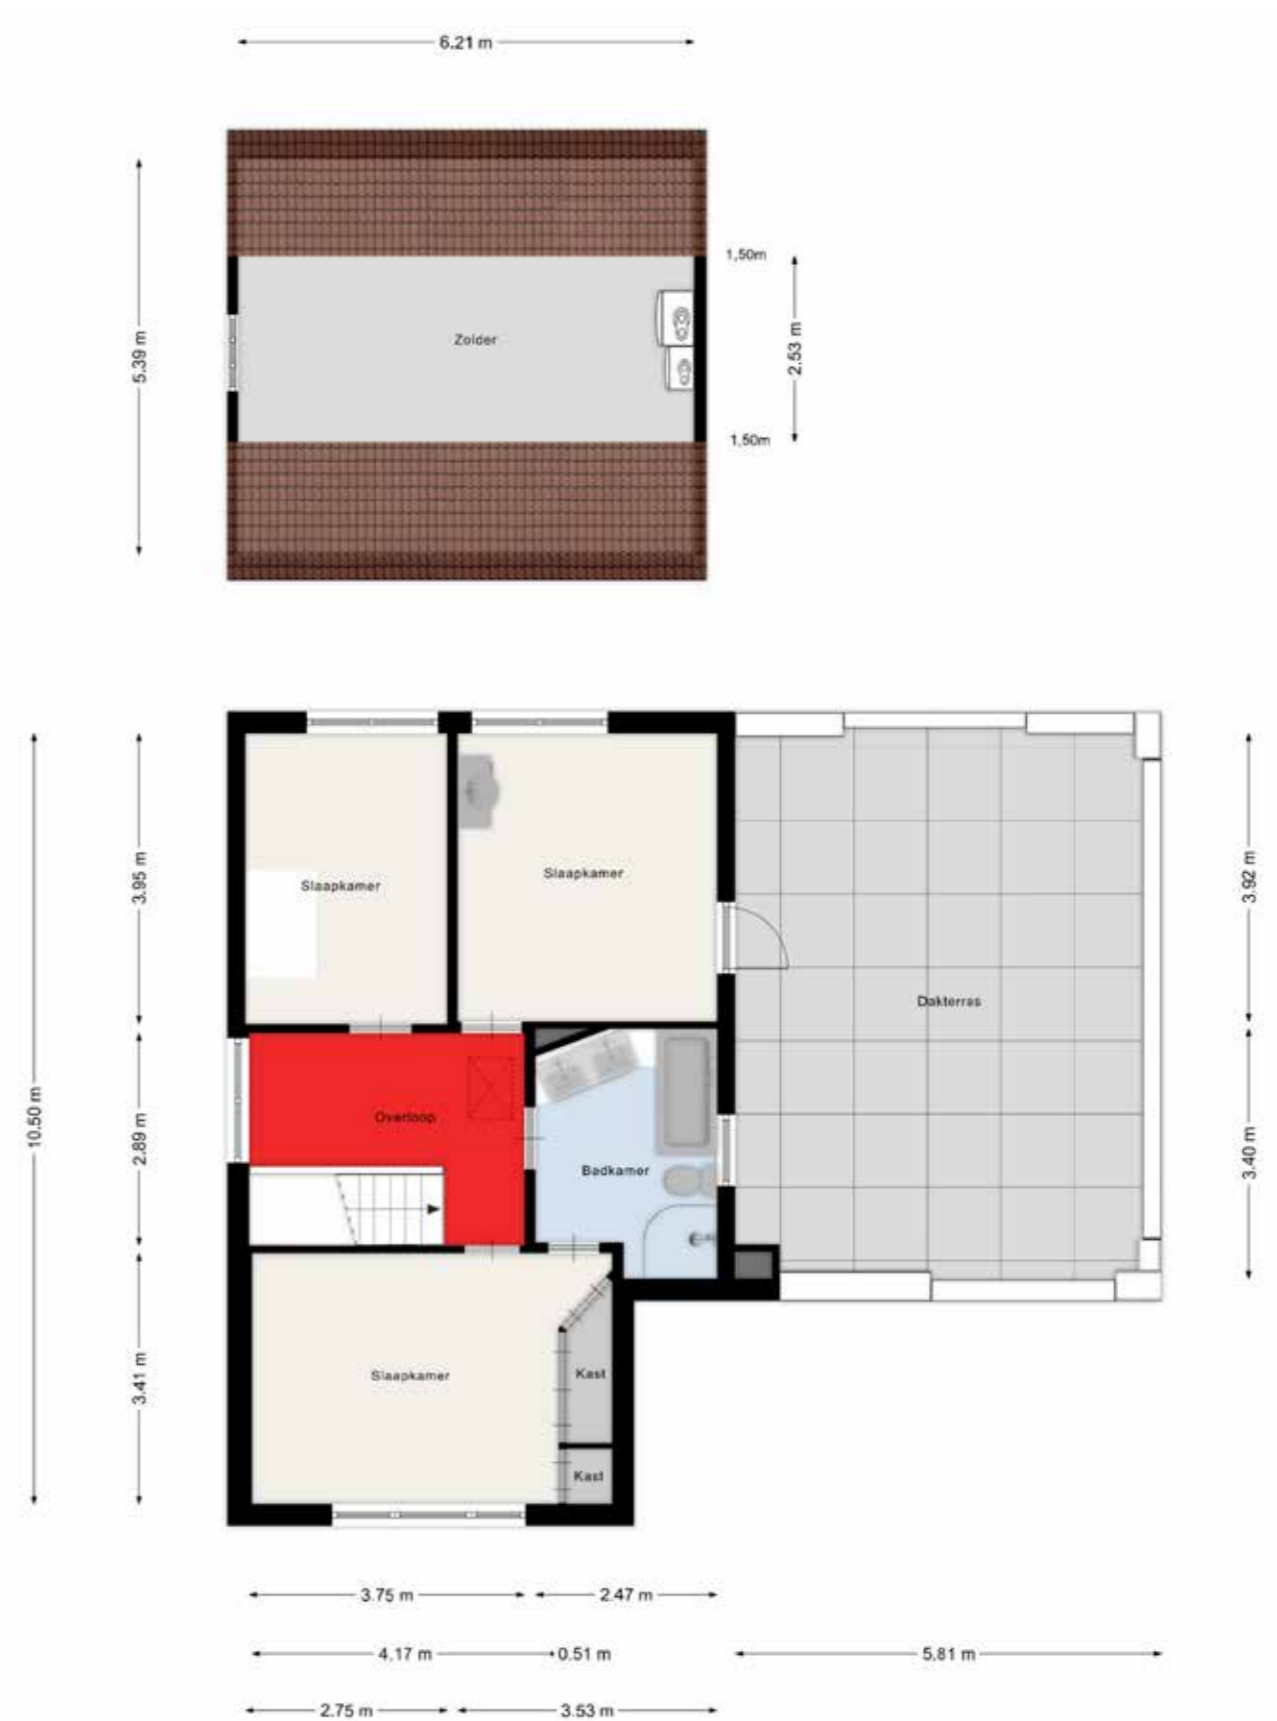 6.21 m
1,50m
5.39 m
Zolder
2.53 m
1,50m
3.95 m
Slaapkamer
Slaapkamer
3.92 m
Dakterras
10.50 m
2.89 m
Overloop
Badkamer
3.40 m
3.41 m
Slaapkamer
Kast
Kast
3.75 m
2.47 m
4.17 m
0.51 m
5.81 m
2.75 m
3.53 m